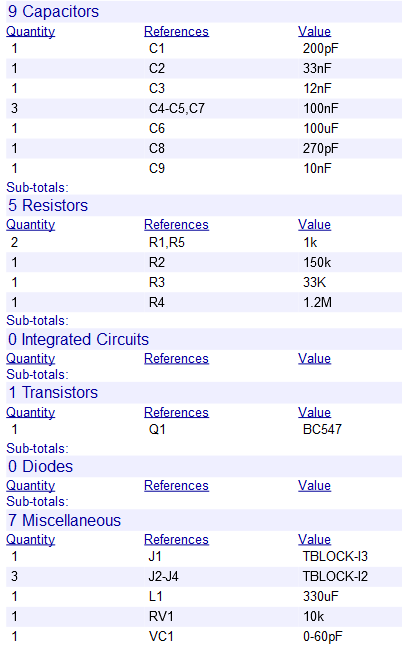 9 Capacitors
Quantity References Value
1 C1 200pF
1 C2 33nF
1 C3 12nF
3 C4-C5,C7 100nF
1 C6 100uF
1 C8 270pF
1 C9 10nF
Sub-totals:
5 Resistors
Quantity References Value
2 R1,R5 1k
1 R2 150k
1 R3 33K
1 R4 1.2M
Sub-totals:
0 Integrated Circuits
Quantity References Value
Sub-totals:
1 Transistors
Quantity References Value
1 Q1 BC547
Sub-totals:
0 Diodes
Quantity References Value
Sub-totals:
7 Miscellaneous
Quantity References Value
1 J1 TBLOCK-I3
3 J2-J4 TBLOCK-I2
1 L1 330uF
1 RV1 10k
1 VC1 0-60pF